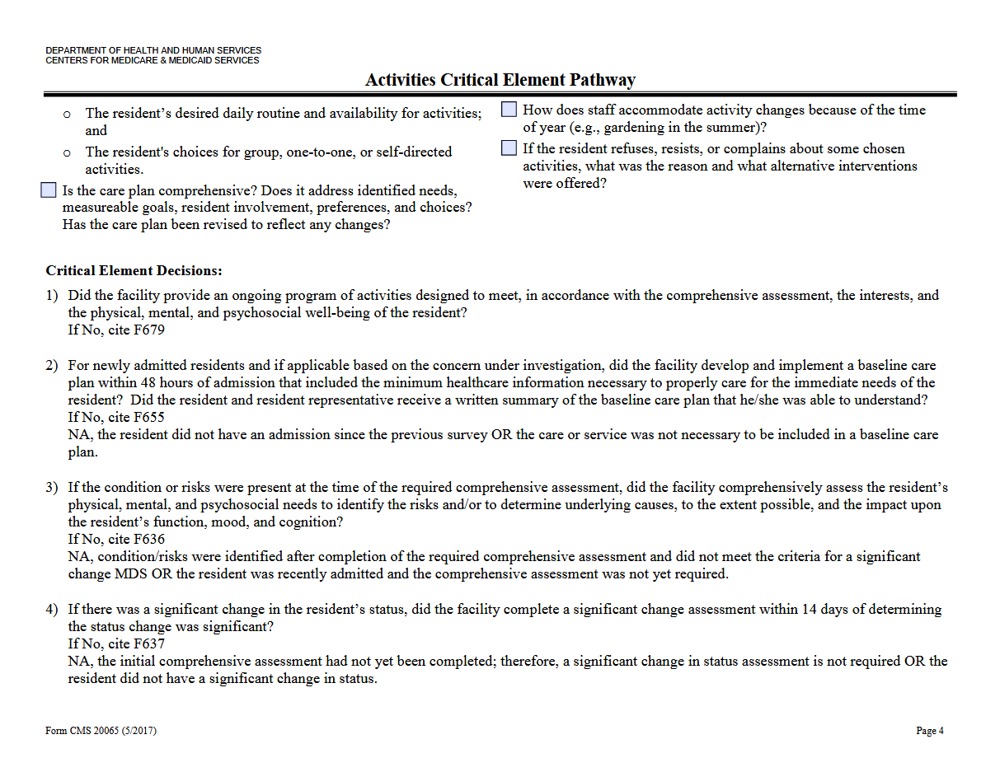 DEPARTMENT OF HEALTH AND HUMAN SERVICES
CENTERS FOR MEDICARE & MEDICAID SERVICES
Activities Critical Element Pathway
o The resident’s desired daily routine and availability for activities;
and
o The resident's choices for group, one-to-one, or self-directed
activities.
Is the care plan comprehensive? Does it address identified needs,
measureable goals, resident involvement, preferences, and choices?
Has the care plan been revised to reflect any changes?
How does staff accommodate activity changes because of the time
of year (e.g., gardening in the summer)?
If the resident refuses, resists, or complains about some chosen
activities, what was the reason and what alternative interventions
were offered?
Critical Element Decisions:
1) Did the facility provide an ongoing program of activities designed to meet, in accordance with the comprehensive assessment, the interests, and
the physical, mental, and psychosocial well-being of the resident?
If No, cite F679
2) For newly admitted residents and if applicable based on the concern under investigation, did the facility develop and implement a baseline care
plan within 48 hours of admission that included the minimum healthcare information necessary to properly care for the immediate needs of the
resident? Did the resident and resident representative receive a written summary of the baseline care plan that he/she was able to understand?
If No, cite F655
NA, the resident did not have an admission since the previous survey OR the care or service was not necessary to be included in a baseline care
plan.
3) If the condition or risks were present at the time of the required comprehensive assessment, did the facility comprehensively assess the resident’s
physical, mental, and psychosocial needs to identify the risks and/or to determine underlying causes, to the extent possible, and the impact upon
the resident’s function, mood, and cognition?
If No, cite F636
NA, condition/risks were identified after completion of the required comprehensive assessment and did not meet the criteria for a significant
change MDS OR the resident was recently admitted and the comprehensive assessment was not yet required.
4) If there was a significant change in the resident’s status, did the facility complete a significant change assessment within 14 days of determining
the status change was significant?
If No, cite F637
NA, the initial comprehensive assessment had not yet been completed; therefore, a significant change in status assessment is not required OR the
resident did not have a significant change in status.
Form CMS 20065 (5/2017)
Page 4